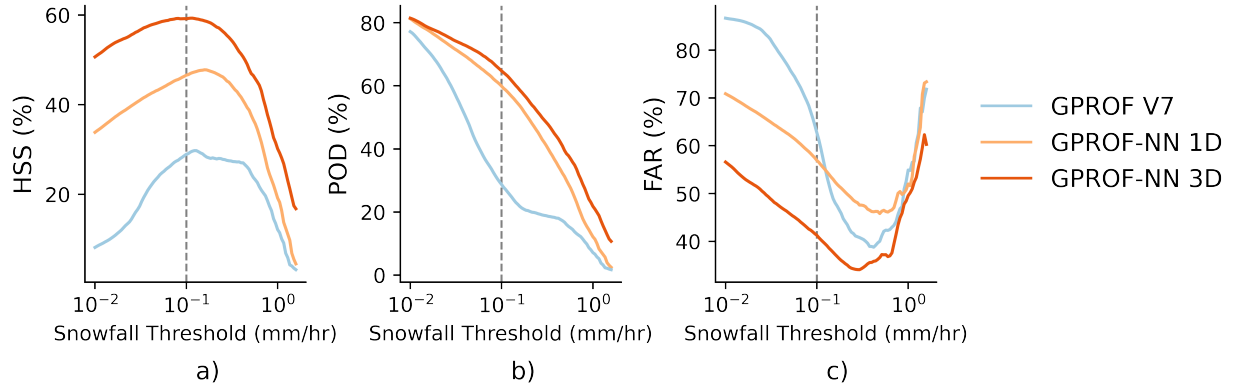 HSS (%)
60
40
20
10⁻²
10⁻¹
10⁰
Snowfall Threshold (mm/hr)
a)
POD (%)
80
60
40
20
0
10⁻²
10⁻¹
10⁰
Snowfall Threshold (mm/hr)
b)
FAR (%)
80
70
60
50
40
10⁻²
10⁻¹
10⁰
Snowfall Threshold (mm/hr)
c)
GPROF V7
GPROF-NN 1D
GPROF-NN 3D